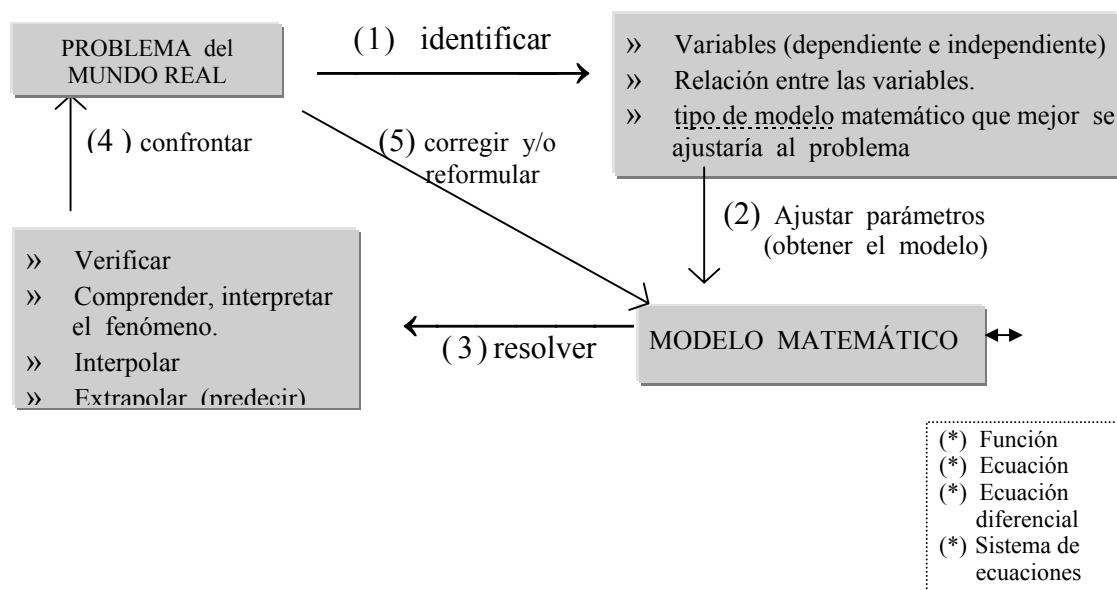 PROBLEMA del
MUNDO REAL
(1) identificar
» Variables (dependiente e independiente)
» Relación entre las variables.
» tipo de modelo matemático que mejor se
ajustaría al problema
(4 ) confrontar
(5) corregir y/o
reformular
(2) Ajustar parámetros
(obtener el modelo)
» Verificar
» Comprender, interpretar
el fenómeno.
» Interpolar
» Extrapolar (predecir)
(3) resolver
MODELO MATEMÁTICO
(*) Función
(*) Ecuación
(*) Ecuación
diferencial
(*) Sistema de
ecuaciones